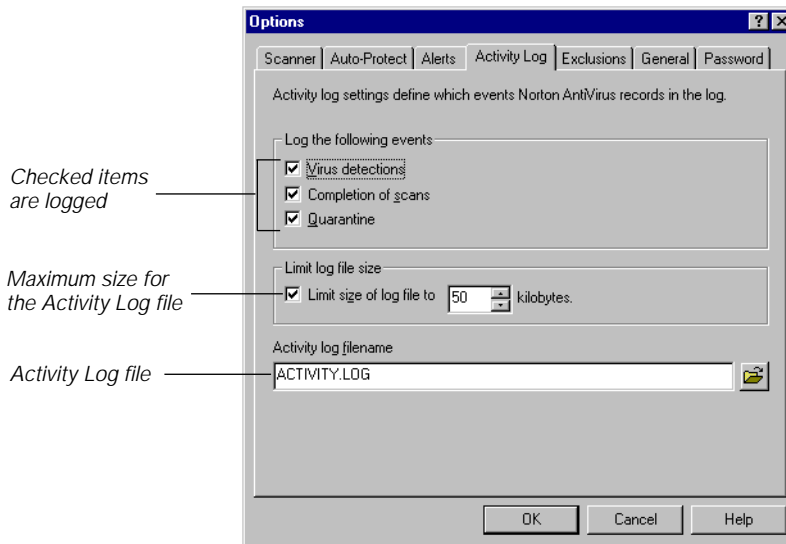 Options
Scanner Auto-Protect Alerts Activity Log Exclusions General Password
Activity log settings define which events Norton AntiVirus records in the log.
Log the following events
Checked items
are logged
Virus detections
Completion of scans
Quarantine
Maximum size for
the Activity Log file
Limit log file size
Limit size of log file to 50 kilobytes.
Activity log filename
Activity Log file
ACTIVITY.LOG
OK Cancel Help